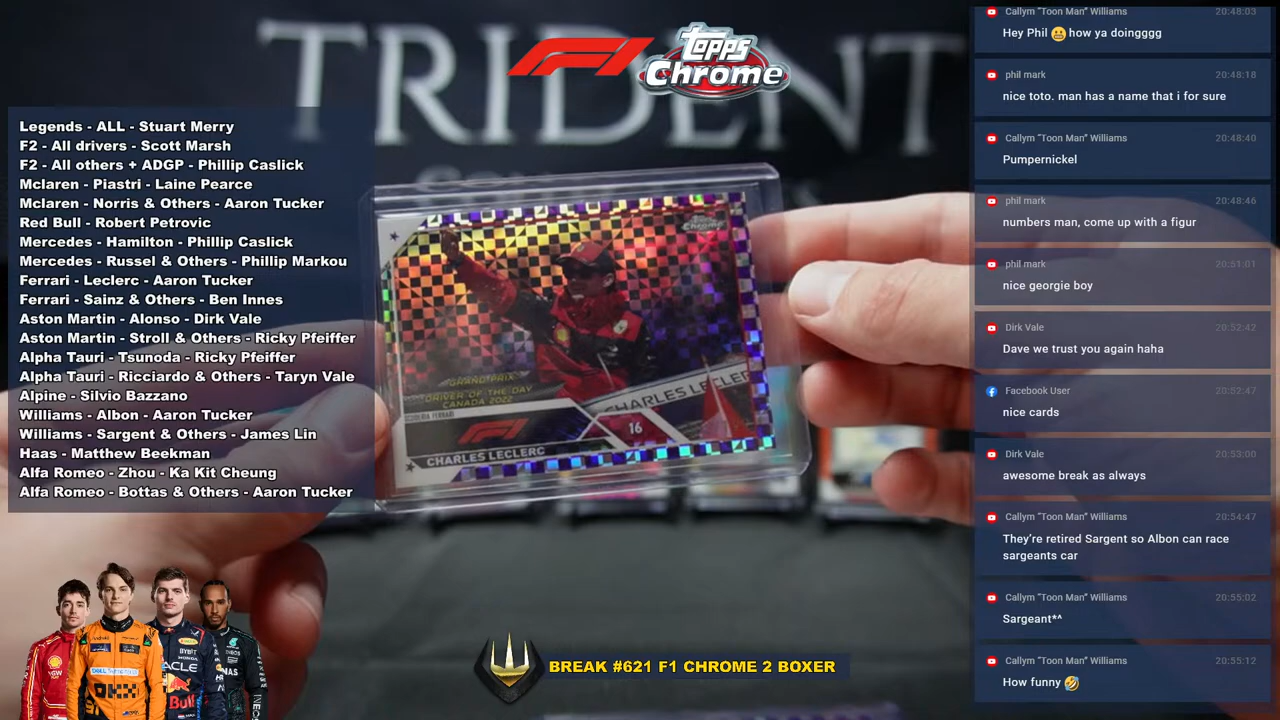 TRIDENT
F1
TOPPS
Chrome
Legends - ALL - Stuart Merry
F2 - All drivers - Scott Marsh
F2 - All others + ADGP - Phillip Caslick
Mclaren - Piastri - Laine Pearce
Mclaren - Norris & Others - Aaron Tucker
Red Bull - Robert Petrovic
Mercedes - Hamilton - Phillip Caslick
Mercedes - Russel & Others - Phillip Markou
Ferrari - Leclerc - Aaron Tucker
Ferrari - Sainz & Others - Ben Innes
Aston Martin - Alonso - Dirk Vale
Aston Martin - Stroll & Others - Ricky Pfeiffer
Alpha Tauri - Tsunoda - Ricky Pfeiffer
Alpha Tauri - Ricciardo & Others - Taryn Vale
Alpine - Silvio Bazzano
Williams - Albon - Aaron Tucker
Williams - Sargent & Others - James Lin
Haas - Matthew Beekman
Alfa Romeo - Zhou - Ka Kit Cheung
Alfa Romeo - Bottas & Others - Aaron Tucker
Chrome
GRAND PRIX
DRIVER OF THE DAY
CANADA 2022
SCUDERIA FERRARI
CHARLES LECLER
F1
16
CHARLES LECLERC
BREAK #621 F1 CHROME 2 BOXER
Callym "Toon Man" Williams 20:48:03
Hey Phil 😬 how ya doingggg
phil mark 20:48:18
nice toto. man has a name that i for sure
Callym "Toon Man" Williams 20:48:40
Pumpernickel
phil mark 20:48:46
numbers man, come up with a figur
phil mark 20:51:01
nice georgie boy
Dirk Vale 20:52:42
Dave we trust you again haha
Facebook User 20:52:47
nice cards
Dirk Vale 20:53:00
awesome break as always
Callym "Toon Man" Williams 20:54:47
They're retired Sargent so Albon can race
sargeants car
Callym "Toon Man" Williams 20:55:02
Sargeant**
Callym "Toon Man" Williams 20:55:12
How funny 🤣